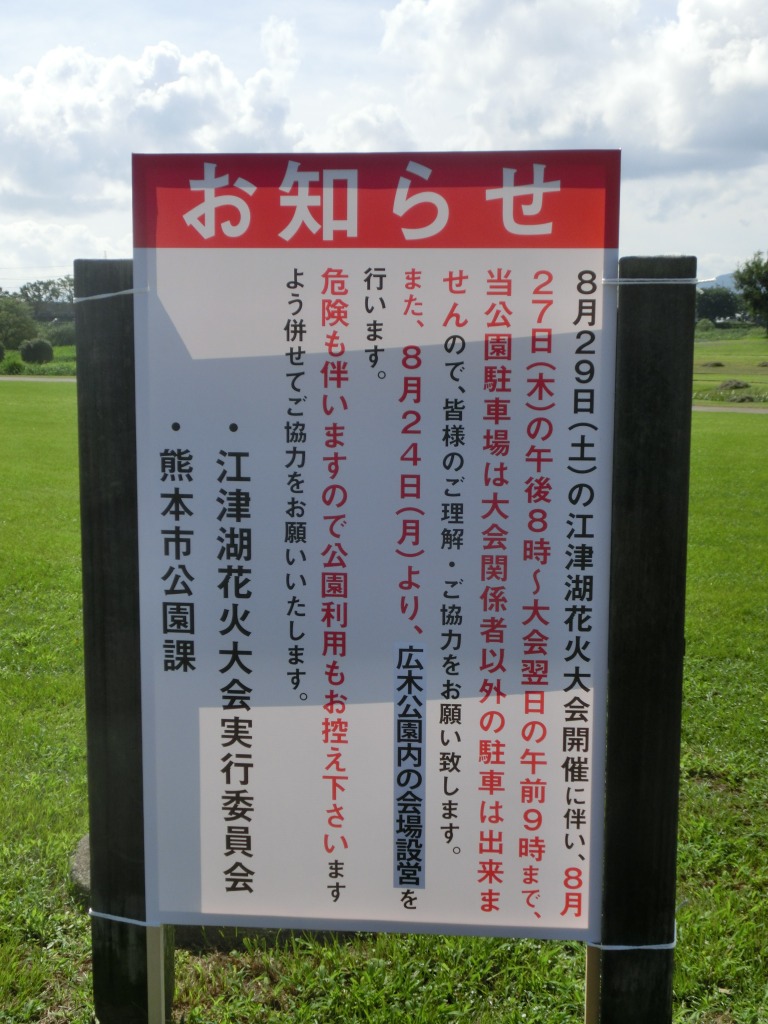 お知らせ
8月29日(土)の江津湖花火大会開催に伴い、8月
27日(木)の午後8時～大会翌日の午前9時まで、
当公園駐車場は大会関係者以外の駐車は出来ま
せんので、皆様のご理解・ご協力をお願い致します。
また、8月24日(月)より、広木公園内の会場設営を
行います。
危険も伴いますので公園利用もお控え下さいます
よう併せてご協力をお願いいたします。
・江津湖花火大会実行委員会
・熊本市公園課